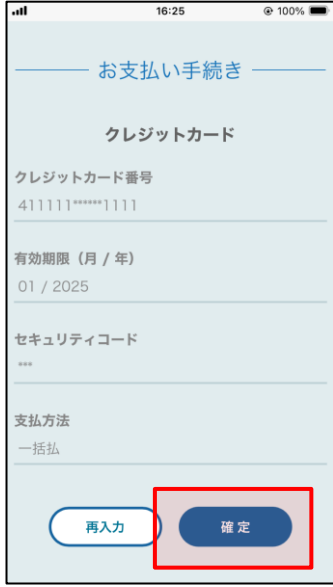 16:25
100%
お支払い手続き
クレジットカード
クレジットカード番号
411111******1111
有効期限（月 / 年）
01 / 2025
セキュリティコード
***
支払方法
一括払
再入力
確定